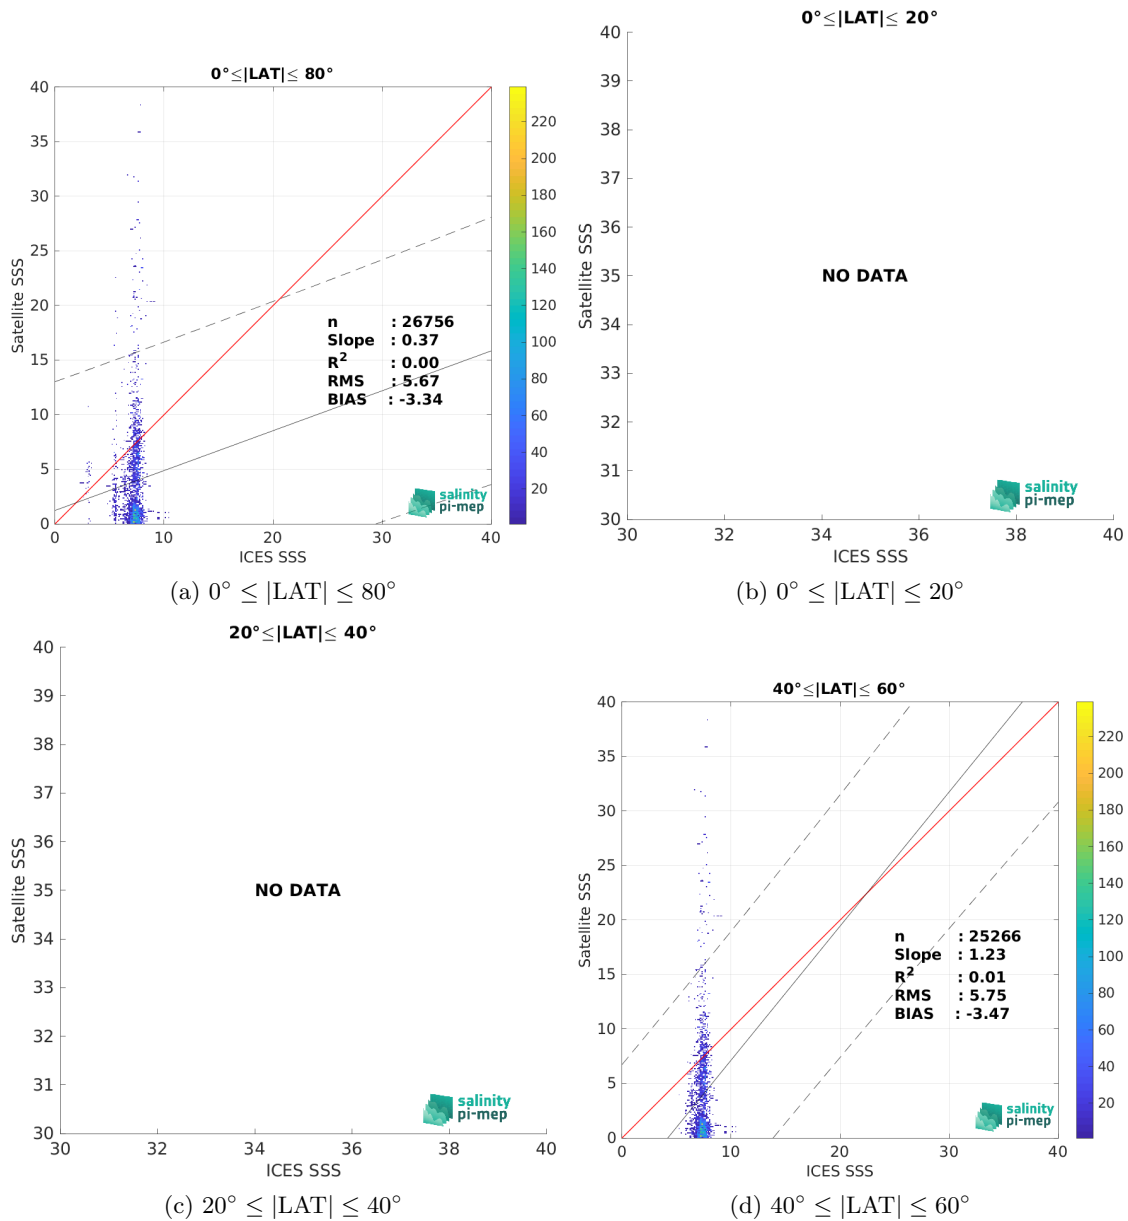 0°≤|LAT|≤ 80°
40
35
30
25
20
15
10
5
0
0
10
20
30
40
Satellite SSS
ICES SSS
n : 26756
Slope : 0.37
R² : 0.00
RMS : 5.67
BIAS : -3.34
salinity
pi-mep
220
200
180
160
140
120
100
80
60
40
20
(a) 0° ≤ |LAT| ≤ 80°
0°≤|LAT|≤ 20°
40
39
38
37
36
35
34
33
32
31
30
30
32
34
36
38
40
Satellite SSS
ICES SSS
NO DATA
salinity
pi-mep
(b) 0° ≤ |LAT| ≤ 20°
20°≤|LAT|≤ 40°
40
39
38
37
36
35
34
33
32
31
30
30
32
34
36
38
40
Satellite SSS
ICES SSS
NO DATA
salinity
pi-mep
(c) 20° ≤ |LAT| ≤ 40°
40°≤|LAT|≤ 60°
40
35
30
25
20
15
10
5
0
0
10
20
30
40
Satellite SSS
ICES SSS
n : 25266
Slope : 1.23
R² : 0.01
RMS : 5.75
BIAS : -3.47
salinity
pi-mep
220
200
180
160
140
120
100
80
60
40
20
(d) 40° ≤ |LAT| ≤ 60°